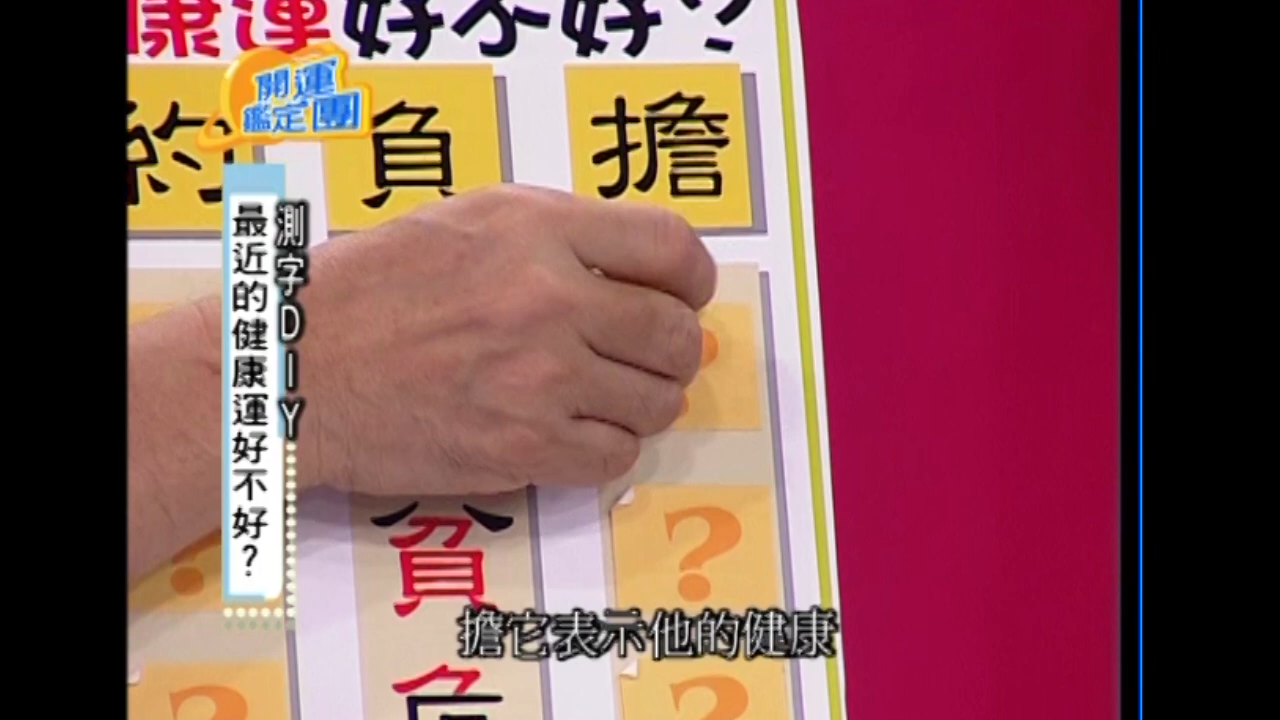 康運好不好?
開運
鑑定團
約 負 擔
測字DIY
最近的健康運好不好?
?
貧
?
擔它表示他的健康
? ?